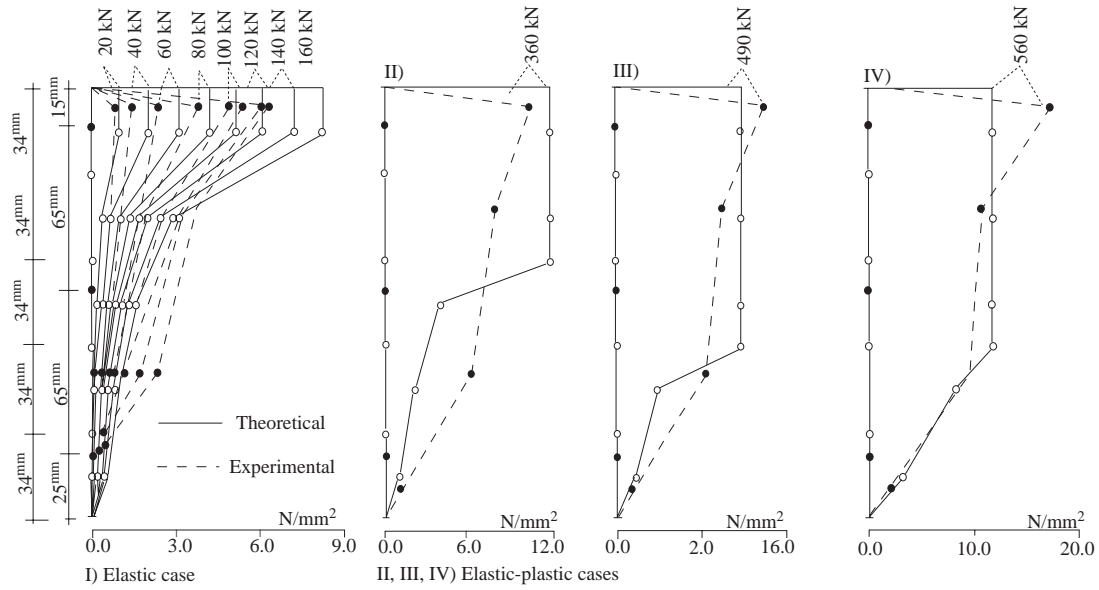 20 kN
40 kN
60 kN
80 kN
100 kN
120 kN
140 kN
160 kN
360 kN
490 kN
560 kN
II)
III)
IV)
15mm
65mm
65mm
25mm
34mm
34mm
34mm
34mm
34mm
Theoretical
Experimental
N/mm²
N/mm²
N/mm²
N/mm²
0.0 3.0 6.0 9.0
0.0 6.0 12.0
0.0 2.0 16.0
0.0 10.0 20.0
I) Elastic case
II, III, IV) Elastic-plastic cases